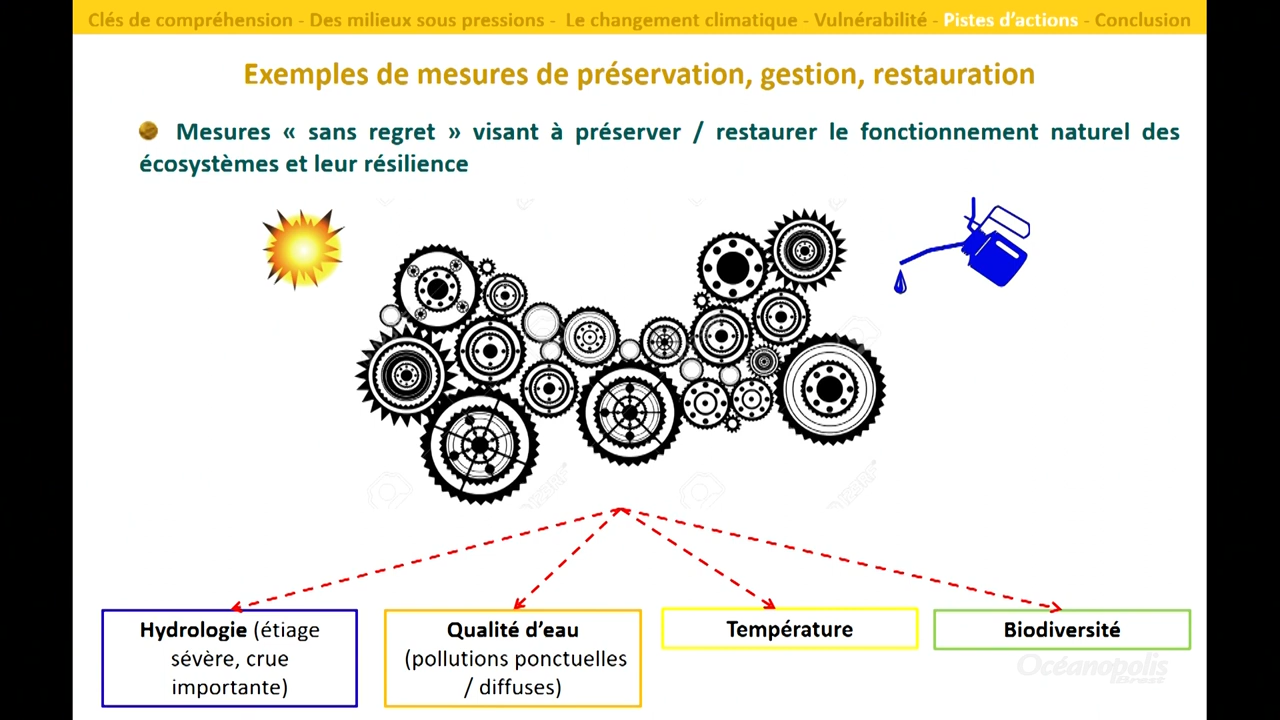 Clés de compréhension - Des milieux sous pressions - Le changement climatique - Vulnérabilité - Pistes d'actions - Conclusion
Exemples de mesures de préservation, gestion, restauration
Mesures « sans regret » visant à préserver / restaurer le fonctionnement naturel des
écosystèmes et leur résilience
Hydrologie (étiage
sévère, crue
importante)
Qualité d'eau
(pollutions ponctuelles
/ diffuses)
Température
Biodiversité
Océanopolis
Brest